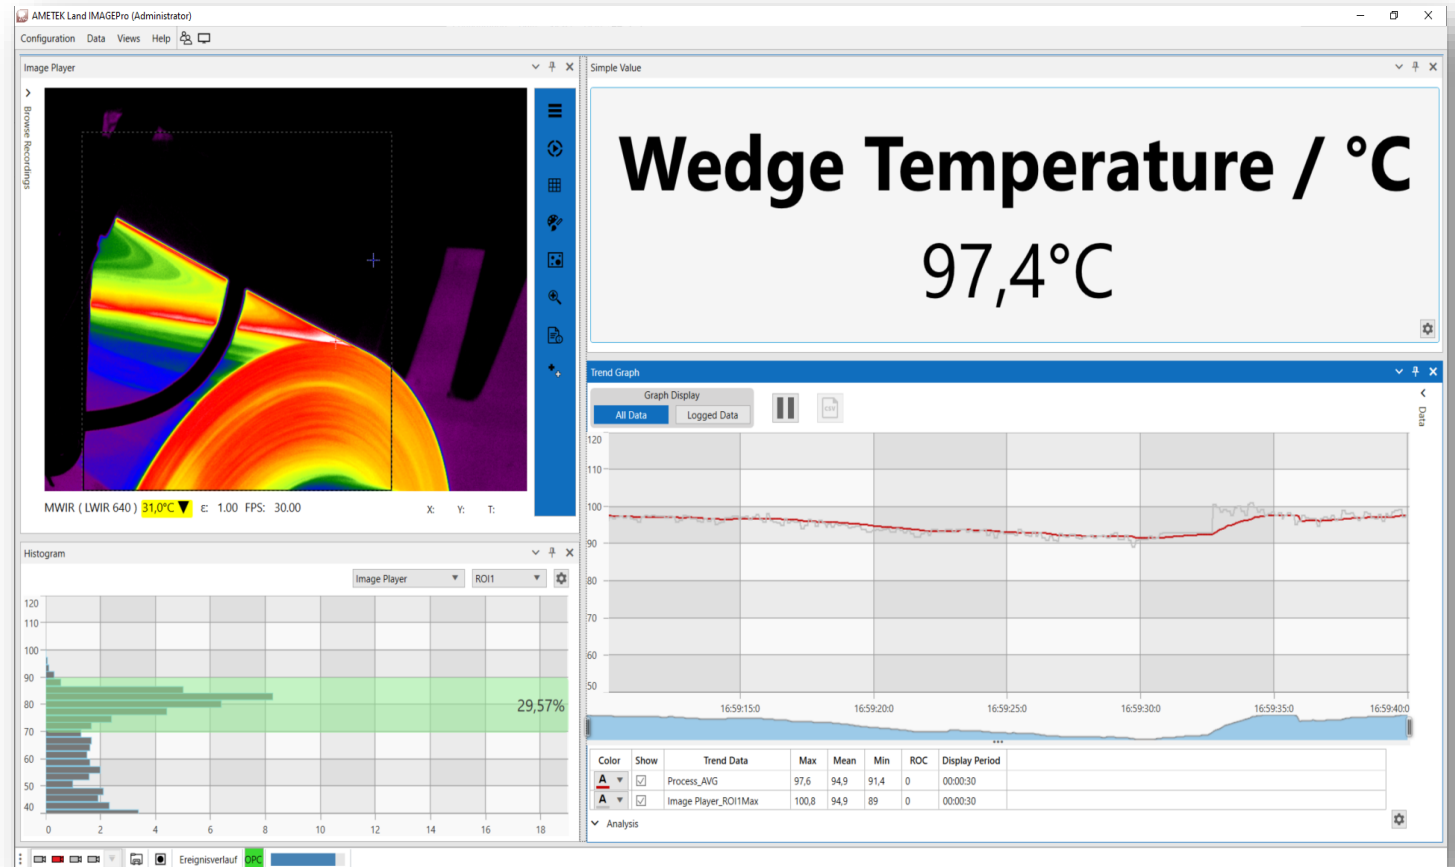 AMETEK Land IMAGEPro (Administrator)
Configuration Data Views Help
Image Player
Browse Recordings
MWIR ( LWIR 640 ) 31,0°C ▼ ε: 1.00 FPS: 30.00 X: Y: T:
Histogram
Image Player ROI1
120
110
100
90
80
70
60
50
40
29,57%
0 2 4 6 8 10 12 14 16 18
Simple Value
Wedge Temperature / °C
97,4°C
Trend Graph
Graph Display
All Data Logged Data
CSV
Data
120
110
100
90
80
70
60
50
16:59:15:0 16:59:20:0 16:59:25:0 16:59:30:0 16:59:35:0 16:59:40:0
Color Show Trend Data Max Mean Min ROC Display Period
A Process_AVG 97,6 94,9 91,4 0 00:00:30
A Image Player_ROI1Max 100,8 94,9 89 0 00:00:30
Analysis
Ereignisverlauf OPC